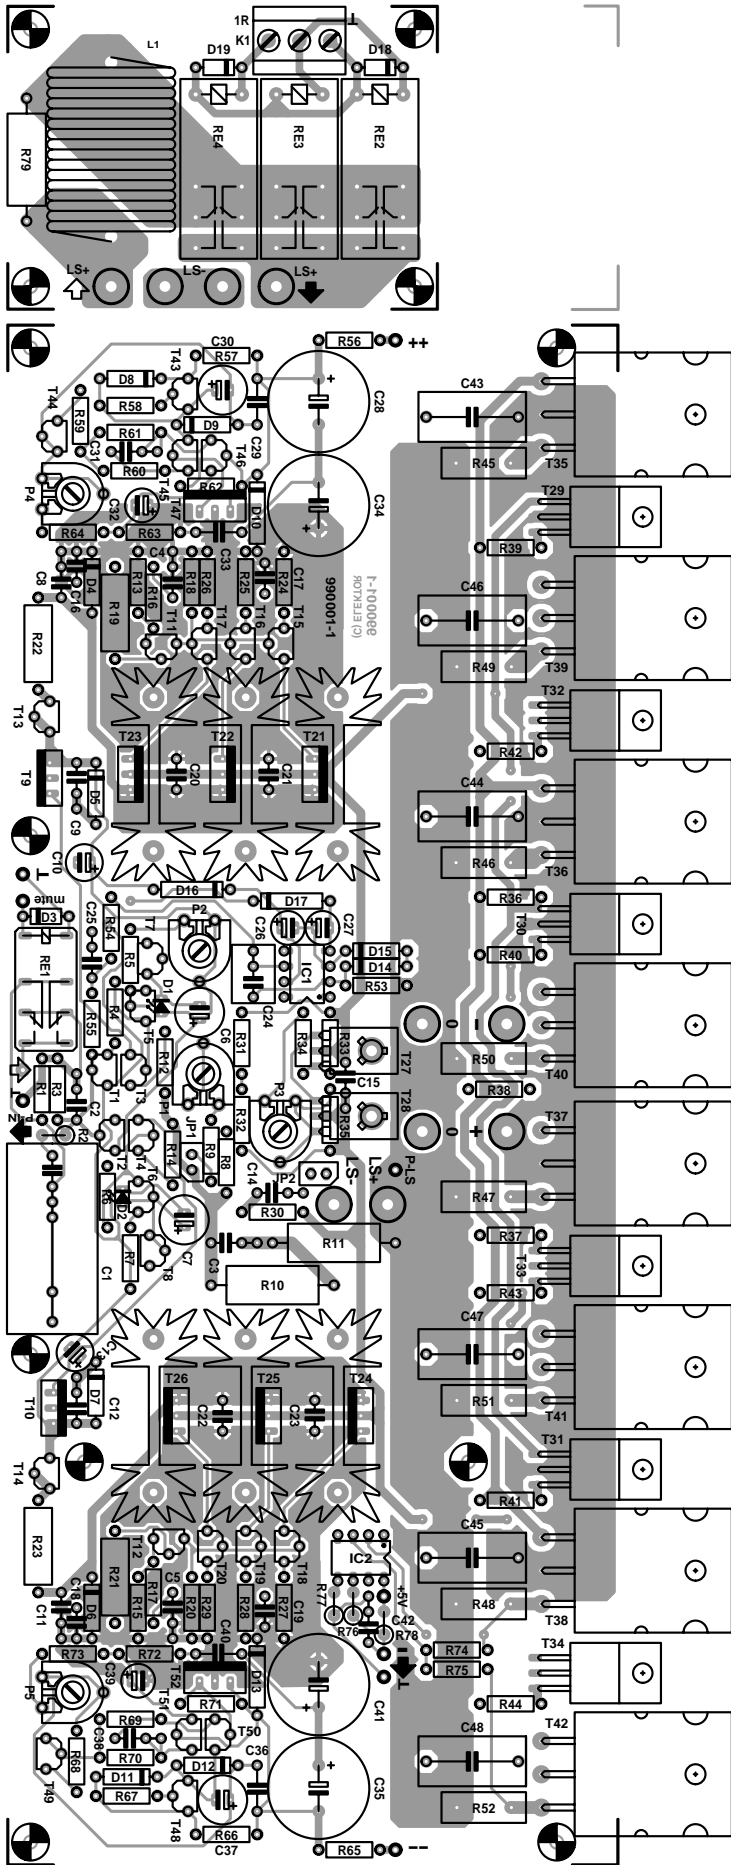 L1
1R
K1
⊥
D19
D18
R79
RE4
RE3
RE2
LS+
LS-
LS+
C30
R57
T43
R56
++
D8
T44
R59
R58
D9
C28
C43
R61
C31
C29
T46
R45
T35
R60
R62
P4
C32
T45
T47
D10
C34
T29
R64
R63
C33
R39
C4
C8
C16
D4
R19
R13
R16
R18
R26
R25
C17
R24
990001-1
990001-1
(C) ELEKTOR
C46
R22
T11
T17
T16
T15
R49
T39
T13
T32
T23
T22
T21
R42
T9
C9
D5
C20
C21
C44
C10
R46
T36
⊥
mute
D16
D17
R36
D3
C25
R54
T7
P2
C26
C27
T30
RE1
R5
IC1
D15
D14
R53
R40
D1
C24
R55
R4
T5
C6
0
-
R12
R31
R34
R33
T27
R50
T40
R1
R3
C2
T1
T3
P1
C15
R38
P-IN
R2
JP1
R32
P3
R35
T28
0
+
T37
T2
T4
R14
R9
R8
C14
JP2
LS-
LS+
P-LS
R6
D2
T6
R47
C7
R30
C1
R7
T8
C3
R11
R37
R10
T33
R43
C13
C47
T26
T25
T24
T10
D7
C12
C22
C23
R51
T41
T31
T14
R41
R23
T12
T20
T19
T18
IC2
C45
R21
R77
+5V
C11
C18
D6
R15
R17
C5
R20
R29
R28
R27
C19
R76
C42
R78
R48
T38
R73
R72
C40
T34
P5
C39
T51
T52
D13
R74
R75
R71
R44
C41
R69
C38
T50
C48
T42
R70
R68
D11
D12
C36
T49
R67
C35
R52
T48
R66
C37
R65
--